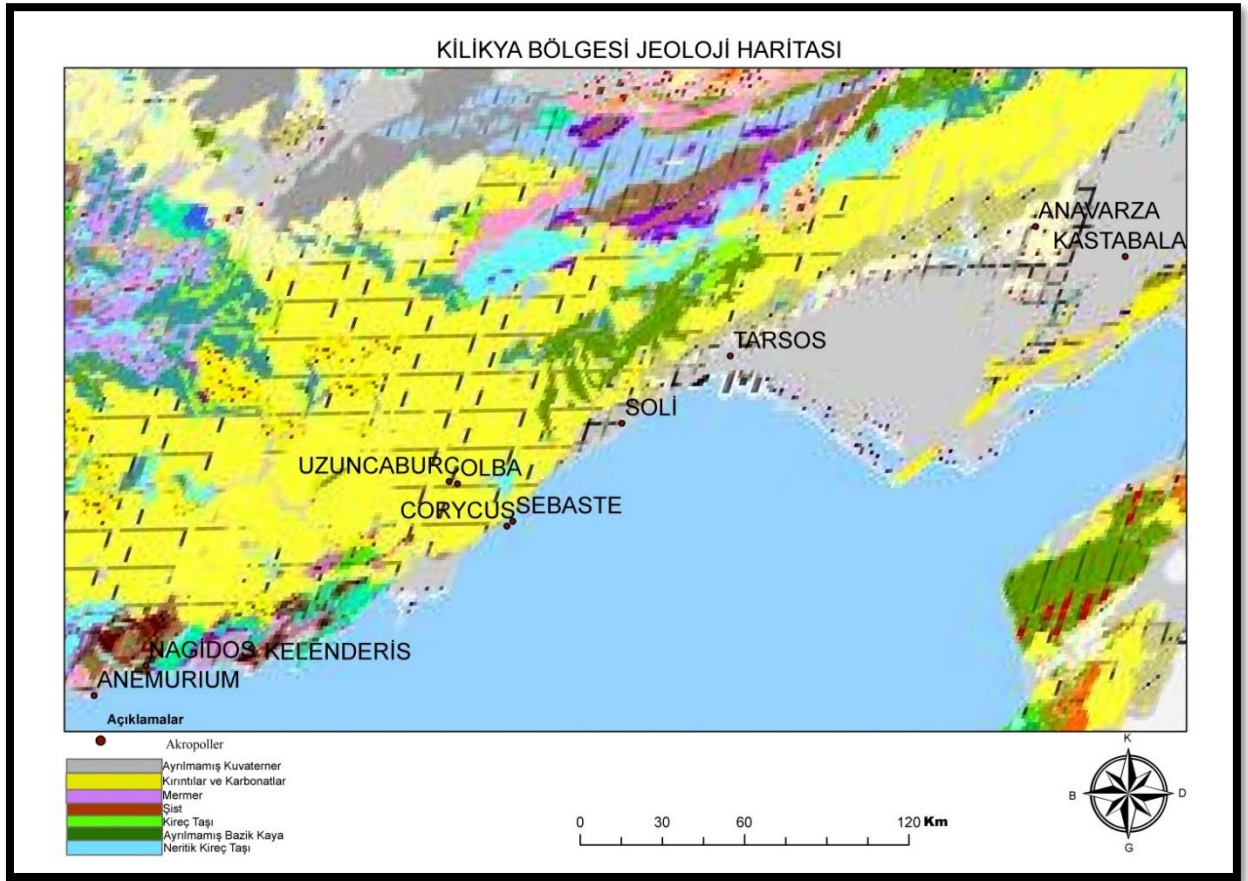 KİLİKYA BÖLGESİ JEOLOJİ HARİTASI
ANAVARZA
KASTABALA
TARSOS
SOLİ
UZUNCABURÇ OLBA
CORYCUS SEBASTE
NAGİDOS KELENDERİS
ANEMURIUM
Açıklamalar
Akropoller
Ayrılmamış Kuvaterner
Kırıntılar ve Karbonatlar
Mermer
Şist
Kireç Taşı
Ayrılmamış Bazik Kaya
Neritik Kireç Taşı
0 30 60 120 Km
K
B D
G